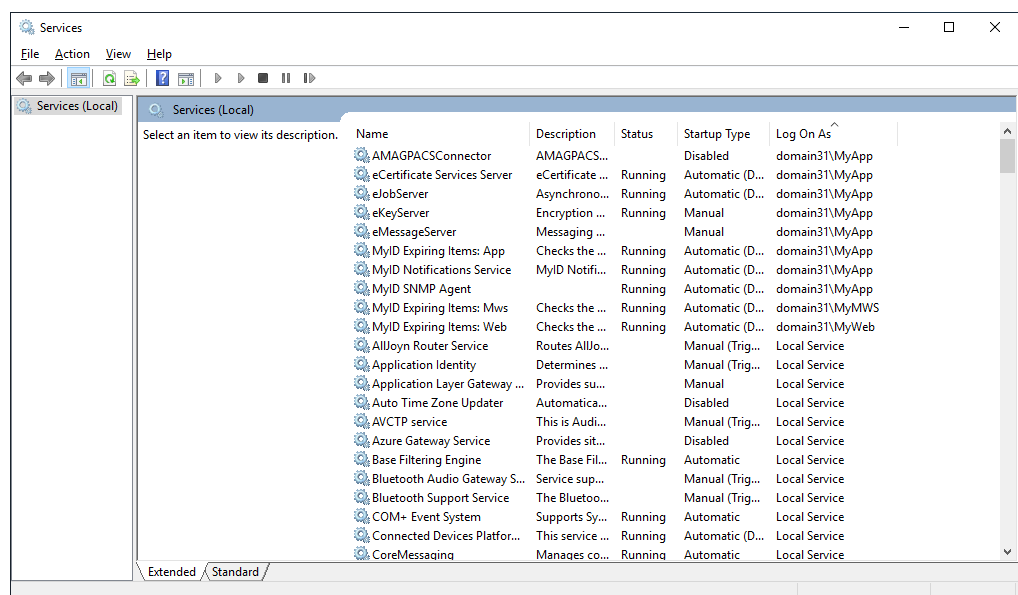 Services
File Action View Help
Services (Local)
Services (Local)
Select an item to view its description.
Name Description Status Startup Type Log On As
AMAGPACSConnector AMAGPACS... Disabled domain31\MyApp
eCertificate Services Server eCertificate ... Running Automatic (D... domain31\MyApp
eJobServer Asynchrono... Running Automatic (D... domain31\MyApp
eKeyServer Encryption ... Running Manual domain31\MyApp
eMessageServer Messaging ... Manual domain31\MyApp
MyID Expiring Items: App Checks the ... Running Automatic (D... domain31\MyApp
MyID Notifications Service MyID Notifi... Running Automatic (D... domain31\MyApp
MyID SNMP Agent Running Automatic (D... domain31\MyApp
MyID Expiring Items: Mws Checks the ... Running Automatic (D... domain31\MyMWS
MyID Expiring Items: Web Checks the ... Running Automatic (D... domain31\MyWeb
AllJoyn Router Service Routes AllJo... Manual (Trig... Local Service
Application Identity Determines ... Manual (Trig... Local Service
Application Layer Gateway ... Provides su... Manual Local Service
Auto Time Zone Updater Automatica... Disabled Local Service
AVCTP service This is Audi... Manual (Trig... Local Service
Azure Gateway Service Provides sit... Disabled Local Service
Base Filtering Engine The Base Fil... Running Automatic Local Service
Bluetooth Audio Gateway S... Service sup... Manual (Trig... Local Service
Bluetooth Support Service The Bluetoo... Manual (Trig... Local Service
COM+ Event System Supports Sy... Running Automatic Local Service
Connected Devices Platfor... This service ... Running Automatic (D... Local Service
CoreMessaging Manages co... Running Automatic Local Service
Extended Standard